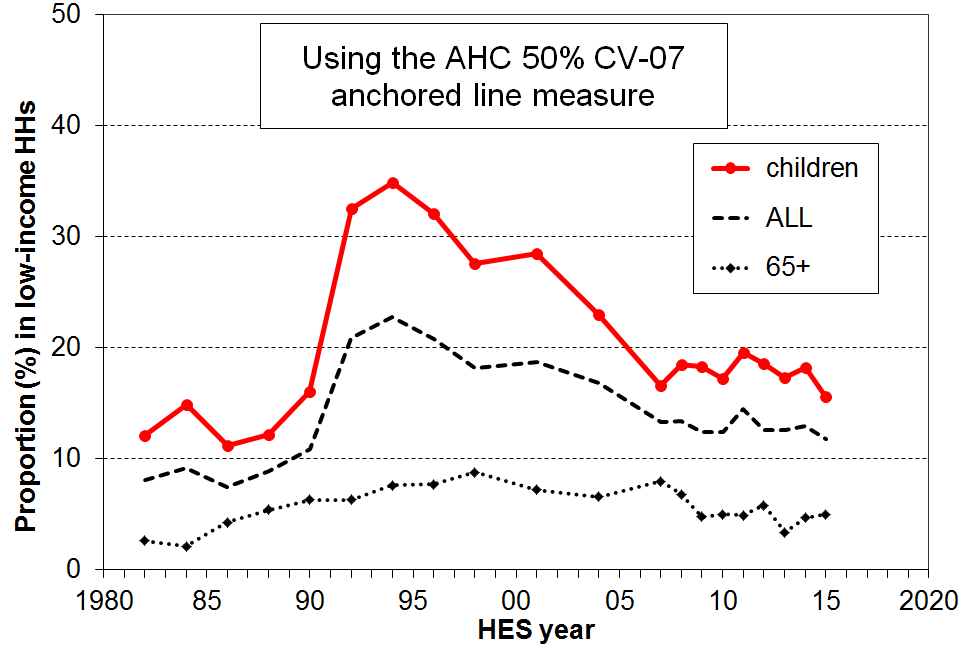 Using the AHC 50% CV-07
anchored line measure
children
ALL
65+
Proportion (%) in low-income HHs
50
40
30
20
10
0
1980 85 90 95 00 05 10 15 2020
HES year